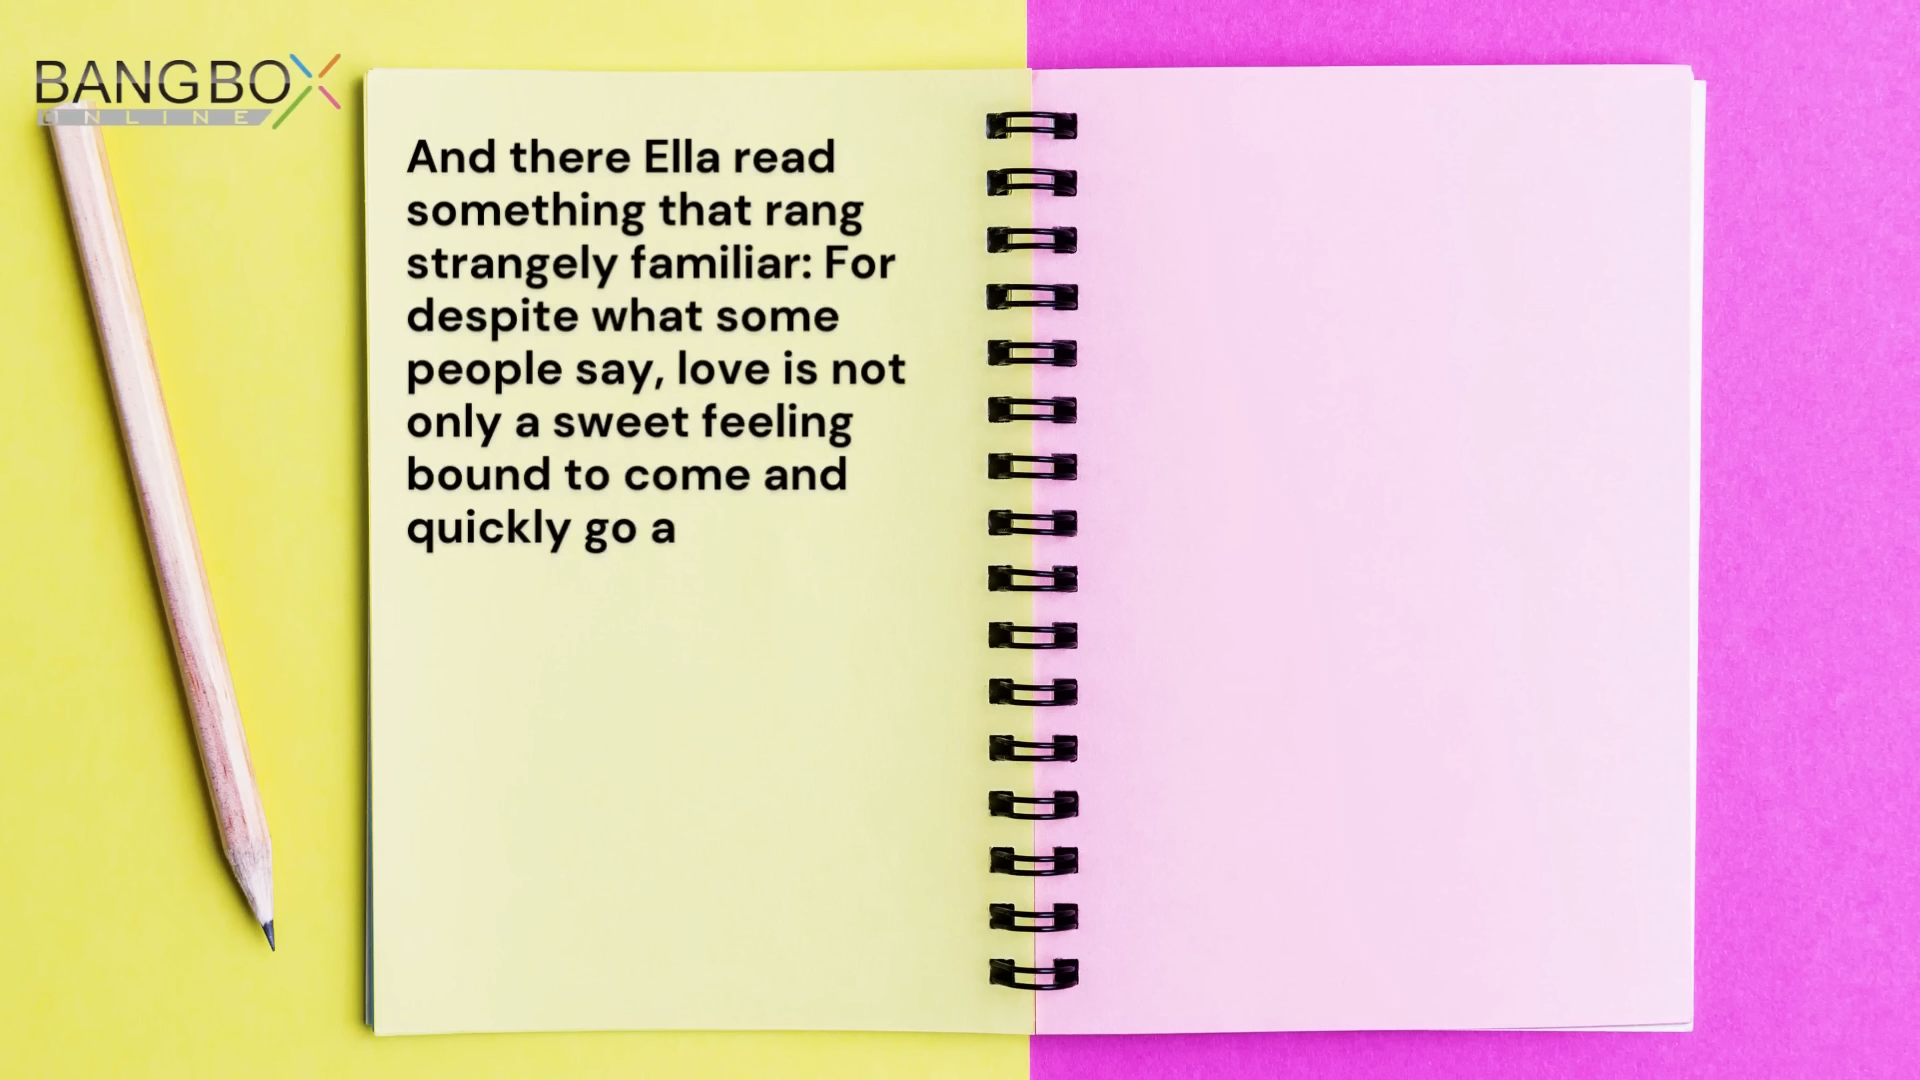 BANGBOX
ONLINE
And there Ella read
something that rang
strangely familiar: For
despite what some
people say, love is not
only a sweet feeling
bound to come and
quickly go a